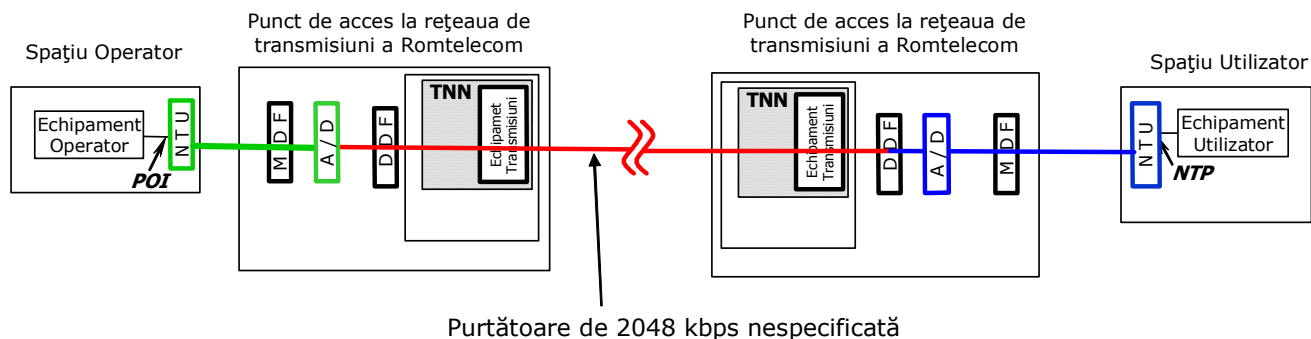 Punct de acces la reţeaua de
transmisiuni a Romtelecom
Punct de acces la reţeaua de
transmisiuni a Romtelecom
Spaţiu Operator
Spaţiu Utilizator
Echipament
Operator
POI
NTU
MDF
A/D
DDF
TNN
Echipamet
Transmisiuni
TNN
Echipament
Transmisiuni
DDF
A/D
MDF
NTU
NTP
Echipament
Utilizator
Purtătoare de 2048 kbps nespecificată